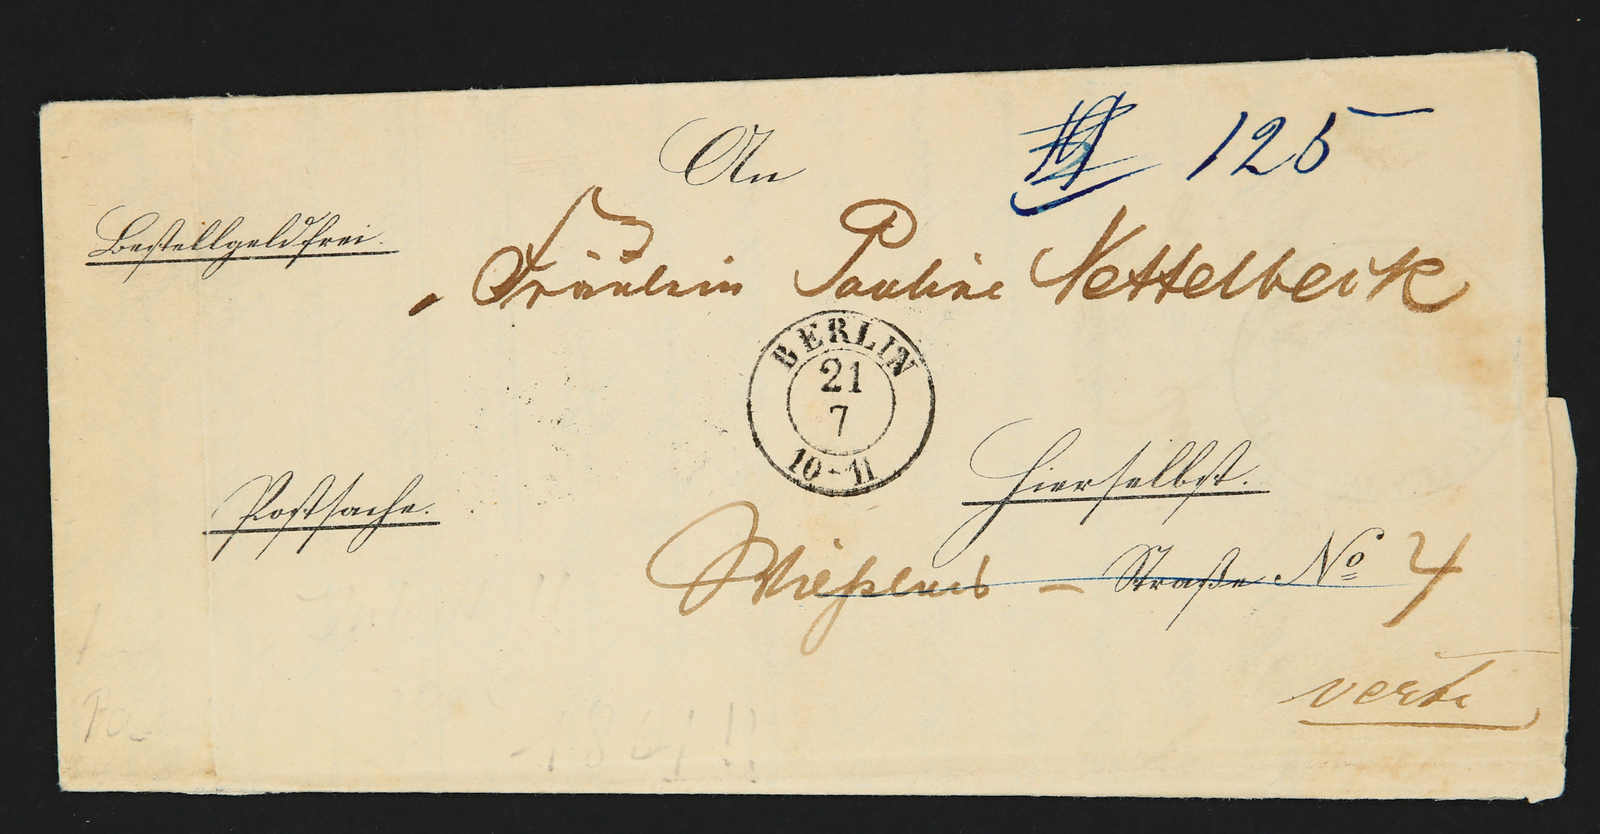 An
125
Bestellgeldfrei.
Fräulein Pauline Nettelbeck
BERLIN
21
7
10-11
Hierselbst.
Postsache.
Straße No 4
verte